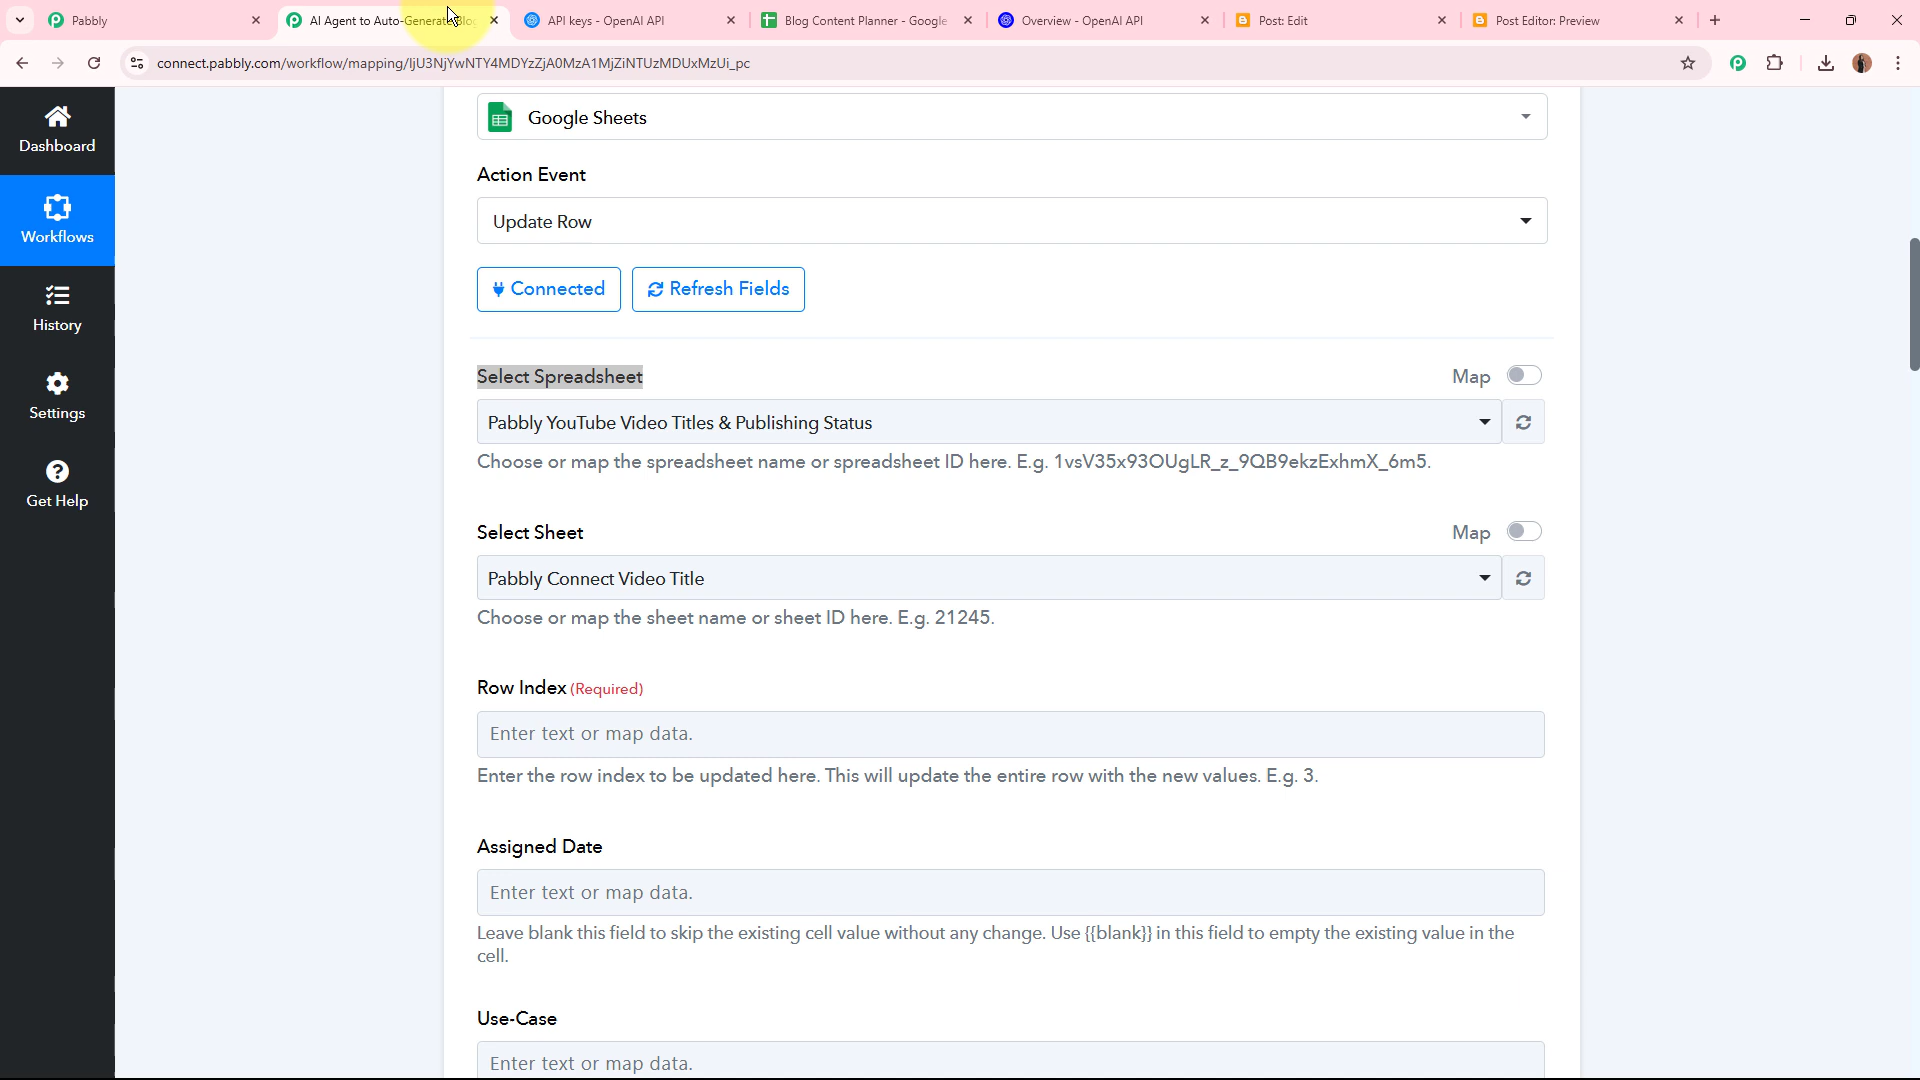 Pabbly
AI Agent to Auto-Generate Blog
API keys - OpenAI API
Blog Content Planner - Google
Overview - OpenAI API
Post: Edit
Post Editor: Preview
connect.pabbly.com/workflow/mapping/IjU3NjYwNTY4MDYzZjA0MzA1MjZiNTUzMDUxMzUi_pc
Dashboard
Workflows
History
Settings
Get Help
Google Sheets
Action Event
Update Row
Connected
Refresh Fields
Select Spreadsheet
Map
Pabbly YouTube Video Titles & Publishing Status
Choose or map the spreadsheet name or spreadsheet ID here. E.g. 1vsV35x93OUgLR_z_9QB9ekzExhmX_6m5.
Select Sheet
Map
Pabbly Connect Video Title
Choose or map the sheet name or sheet ID here. E.g. 21245.
Row Index (Required)
Enter text or map data.
Enter the row index to be updated here. This will update the entire row with the new values. E.g. 3.
Assigned Date
Enter text or map data.
Leave blank this field to skip the existing cell value without any change. Use {{blank}} in this field to empty the existing value in the
cell.
Use-Case
Enter text or map data.